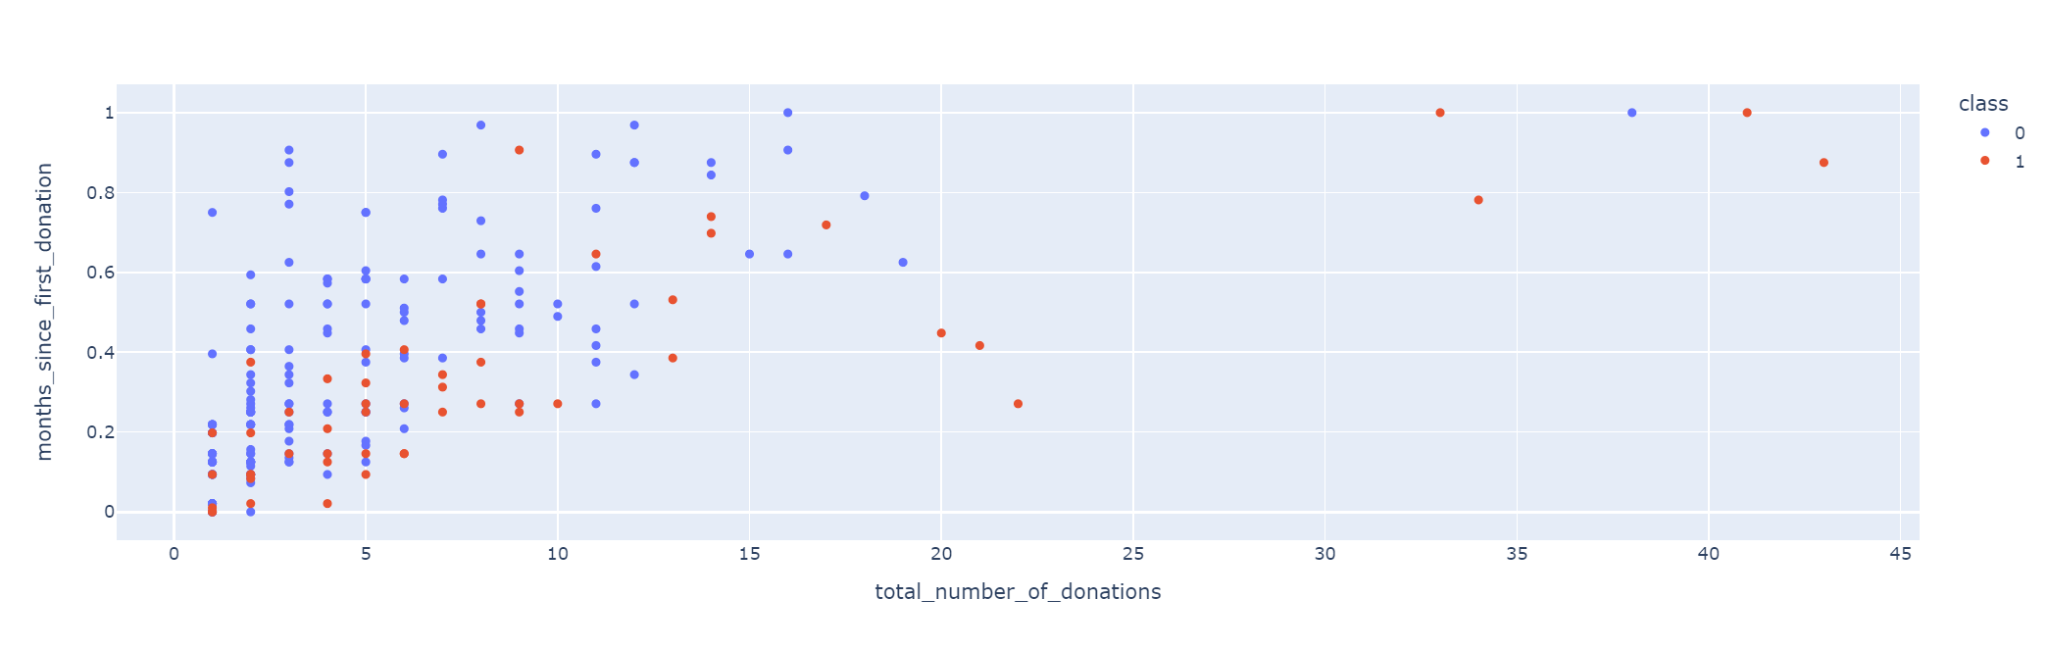 class
0
1
months_since_first_donation
1
0.8
0.6
0.4
0.2
0
0 5 10 15 20 25 30 35 40 45
total_number_of_donations